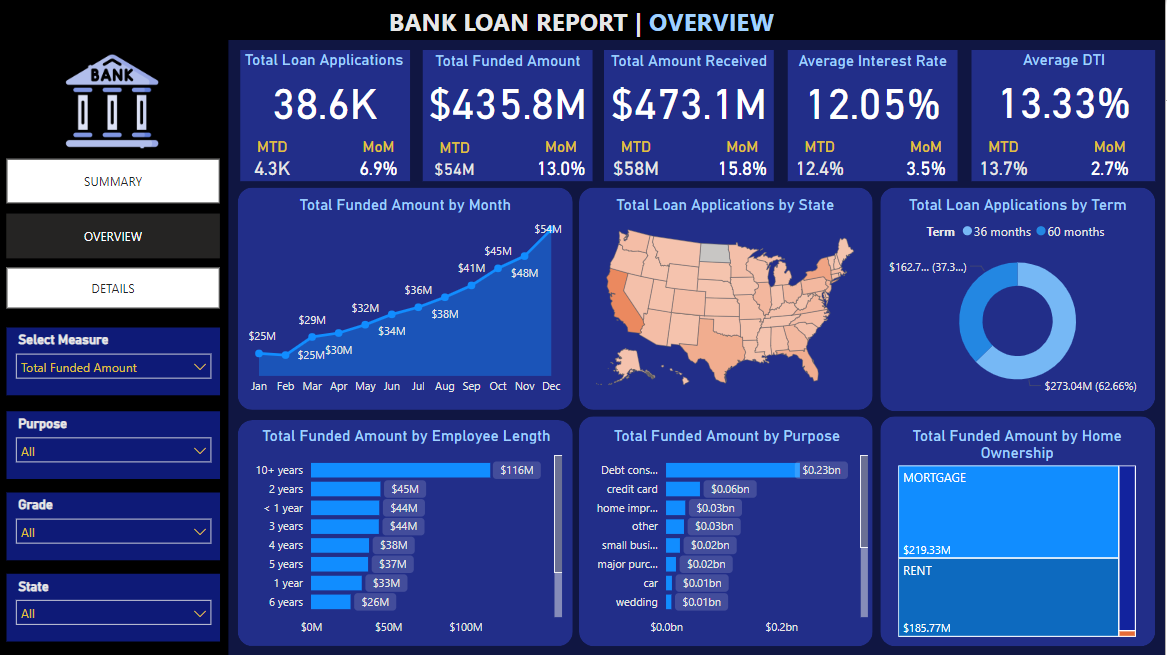 BANK LOAN REPORT | OVERVIEW
BANK
SUMMARY
OVERVIEW
DETAILS
Select Measure
Total Funded Amount
Purpose
All
Grade
All
State
All
Total Loan Applications
38.6K
MTD MoM
4.3K 6.9%
Total Funded Amount
$435.8M
MTD MoM
$54M 13.0%
Total Amount Received
$473.1M
MTD MoM
$58M 15.8%
Average Interest Rate
12.05%
MTD MoM
12.4% 3.5%
Average DTI
13.33%
MTD MoM
13.7% 2.7%
Total Funded Amount by Month
$25M
$25M
$29M
$30M
$32M
$34M
$36M
$38M
$41M
$45M
$48M
$54M
Jan Feb Mar Apr May Jun Jul Aug Sep Oct Nov Dec
Total Loan Applications by State
Total Loan Applications by Term
Term 36 months 60 months
$162.7... (37.3...)
$273.04M (62.66%)
Total Funded Amount by Employee Length
10+ years $116M
2 years $45M
< 1 year $44M
3 years $44M
4 years $38M
5 years $37M
1 year $33M
6 years $26M
$0M $50M $100M
Total Funded Amount by Purpose
Debt cons... $0.23bn
credit card $0.06bn
home impr... $0.03bn
other $0.03bn
small busi... $0.02bn
major purc... $0.02bn
car $0.01bn
wedding $0.01bn
$0.0bn $0.2bn
Total Funded Amount by Home
Ownership
MORTGAGE
$219.33M
RENT
$185.77M